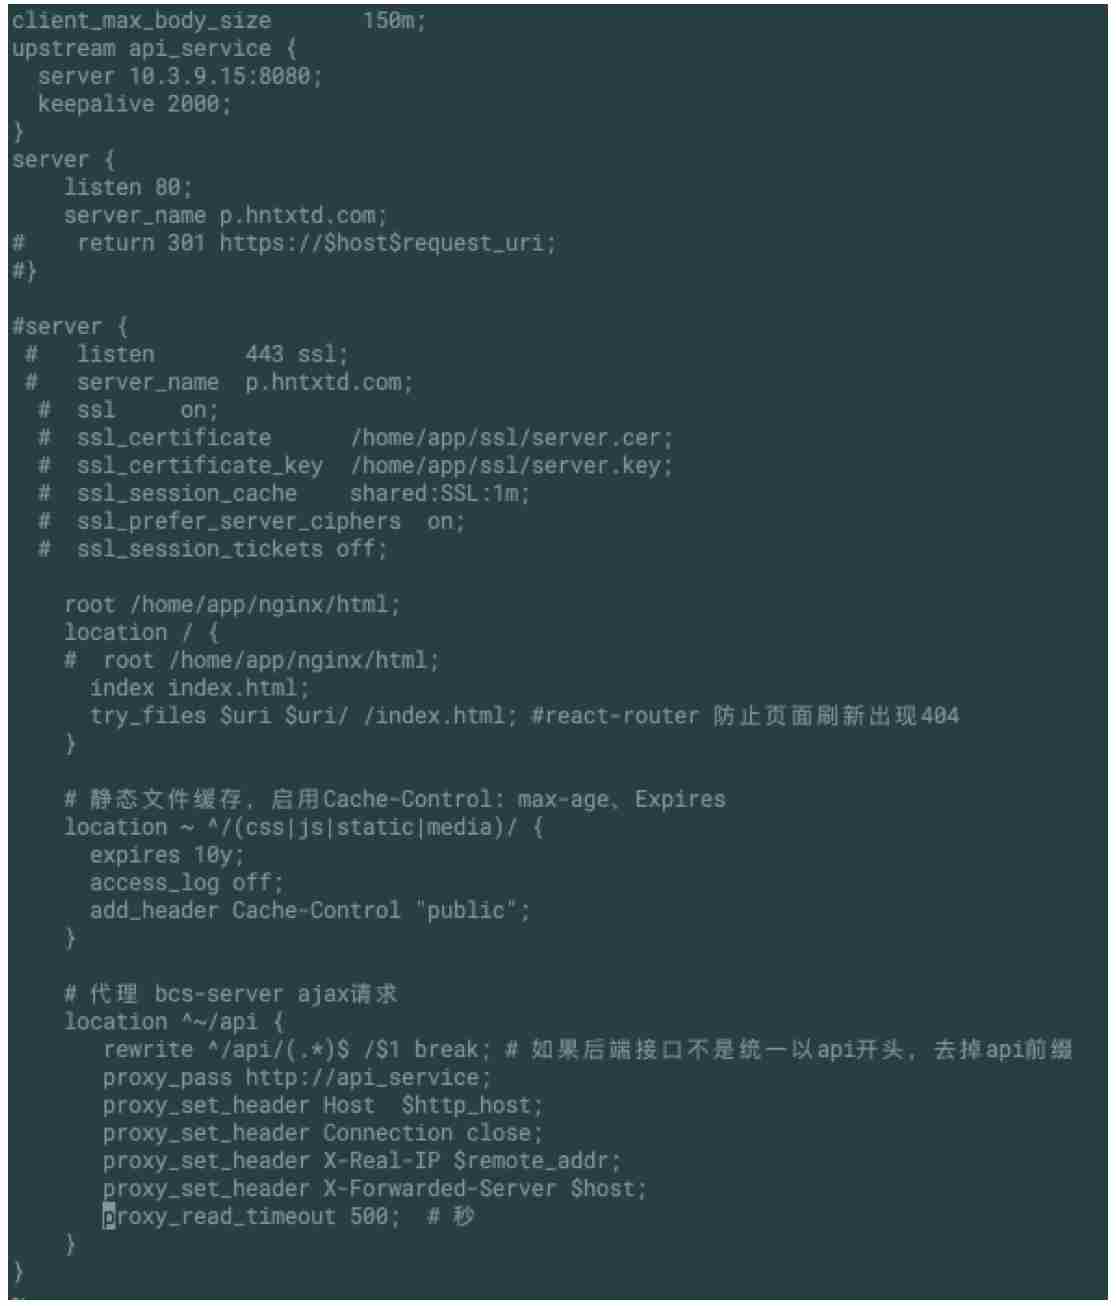 client_max_body_size       150m;
upstream api_service {
  server 10.3.9.15:8080;
  keepalive 2000;
}
server {
    listen 80;
    server_name p.hntxtd.com;
#    return 301 https://$host$request_uri;
#}

#server {
 #   listen       443 ssl;
 #   server_name  p.hntxtd.com;
  #  ssl     on;
  #  ssl_certificate      /home/app/ssl/server.cer;
  #  ssl_certificate_key  /home/app/ssl/server.key;
  #  ssl_session_cache    shared:SSL:1m;
  #  ssl_prefer_server_ciphers  on;
  #  ssl_session_tickets off;

    root /home/app/nginx/html;
    location / {
    #  root /home/app/nginx/html;
      index index.html;
      try_files $uri $uri/ /index.html; #react-router 防止页面刷新出现404
    }

    # 静态文件缓存, 启用Cache-Control: max-age、Expires
    location ~ ^/(css|js|static|media)/ {
      expires 10y;
      access_log off;
      add_header Cache-Control "public";
    }

    # 代理 bcs-server ajax请求
    location ^~/api {
       rewrite ^/api/(.*)$ /$1 break; # 如果后端接口不是统一以api开头, 去掉api前缀
       proxy_pass http://api_service;
       proxy_set_header Host  $http_host;
       proxy_set_header Connection close;
       proxy_set_header X-Real-IP $remote_addr;
       proxy_set_header X-Forwarded-Server $host;
       proxy_read_timeout 500;  # 秒
    }
}